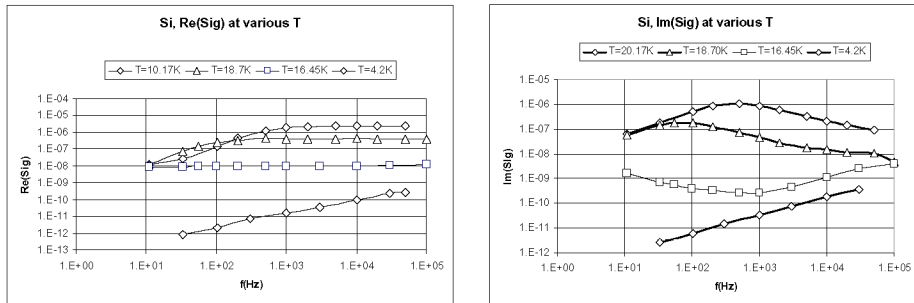 Si, Re(Sig) at various T
T=10.17K T=18.7K T=16.45K T=4.2K
1.E-04
1.E-05
1.E-06
1.E-07
1.E-08
1.E-09
1.E-10
1.E-11
1.E-12
1.E-13
Re(Sig)
1.E+00 1.E+01 1.E+02 1.E+03 1.E+04 1.E+05
f(Hz)
Si, Im(Sig) at various T
T=20.17K T=18.70K T=16.45K T=4.2K
1.E-05
1.E-06
1.E-07
1.E-08
1.E-09
1.E-10
1.E-11
1.E-12
Im(Sig)
1.E+00 1.E+01 1.E+02 1.E+03 1.E+04 1.E+05
f(Hz)